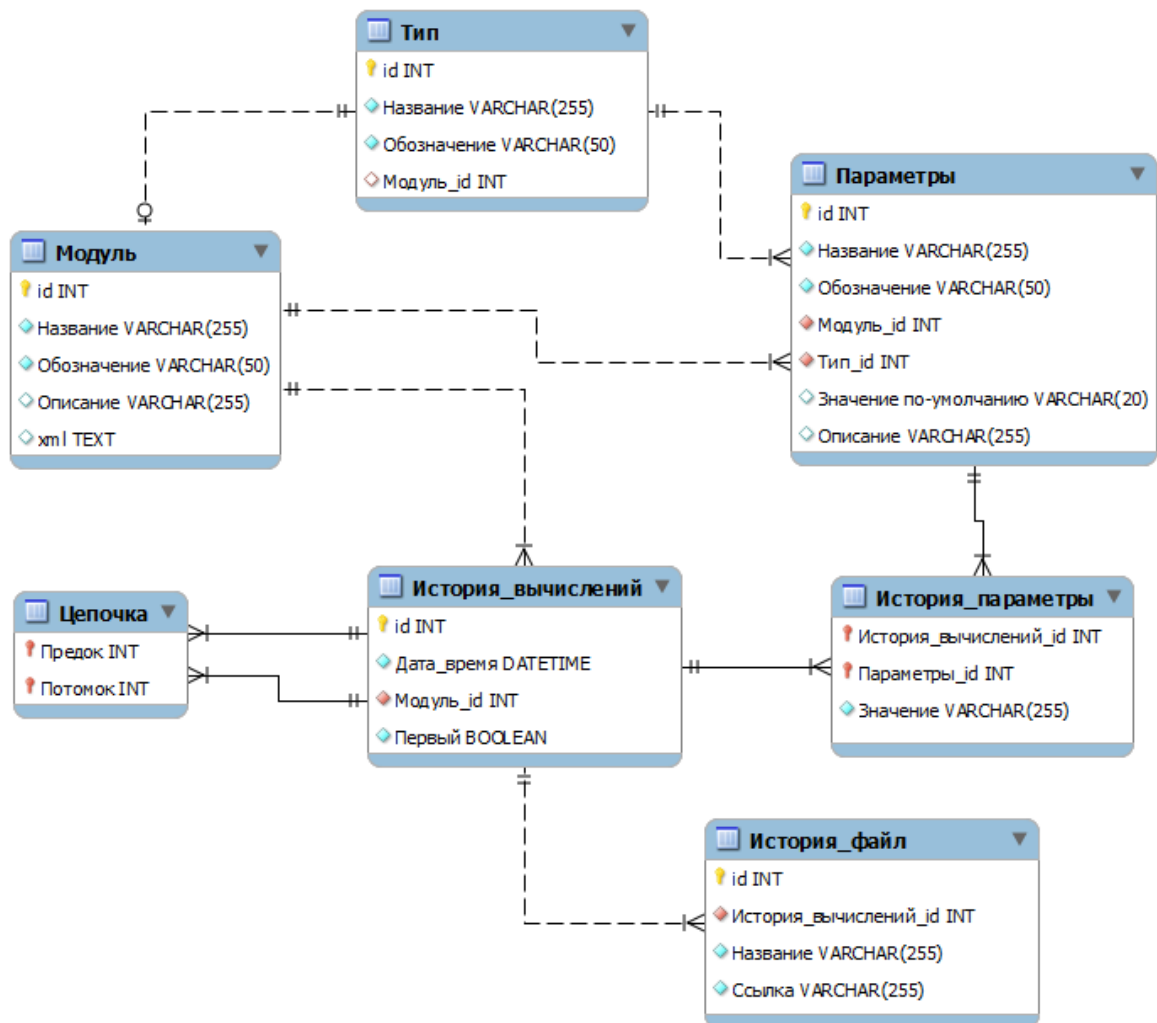 Тип
id INT
Название VARCHAR(255)
Обозначение VARCHAR(50)
Модуль_id INT
Параметры
id INT
Название VARCHAR(255)
Обозначение VARCHAR(50)
Модуль_id INT
Тип_id INT
Значение по-умолчанию VARCHAR(20)
Описание VARCHAR(255)
Модуль
id INT
Название VARCHAR(255)
Обозначение VARCHAR(50)
Описание VARCHAR(255)
xml TEXT
Цепочка
Предок INT
Потомок INT
История_вычислений
id INT
Дата_время DATETIME
Модуль_id INT
Первый BOOLEAN
История_параметры
История_вычислений_id INT
Параметры_id INT
Значение VARCHAR(255)
История_файл
id INT
История_вычислений_id INT
Название VARCHAR(255)
Ссылка VARCHAR(255)